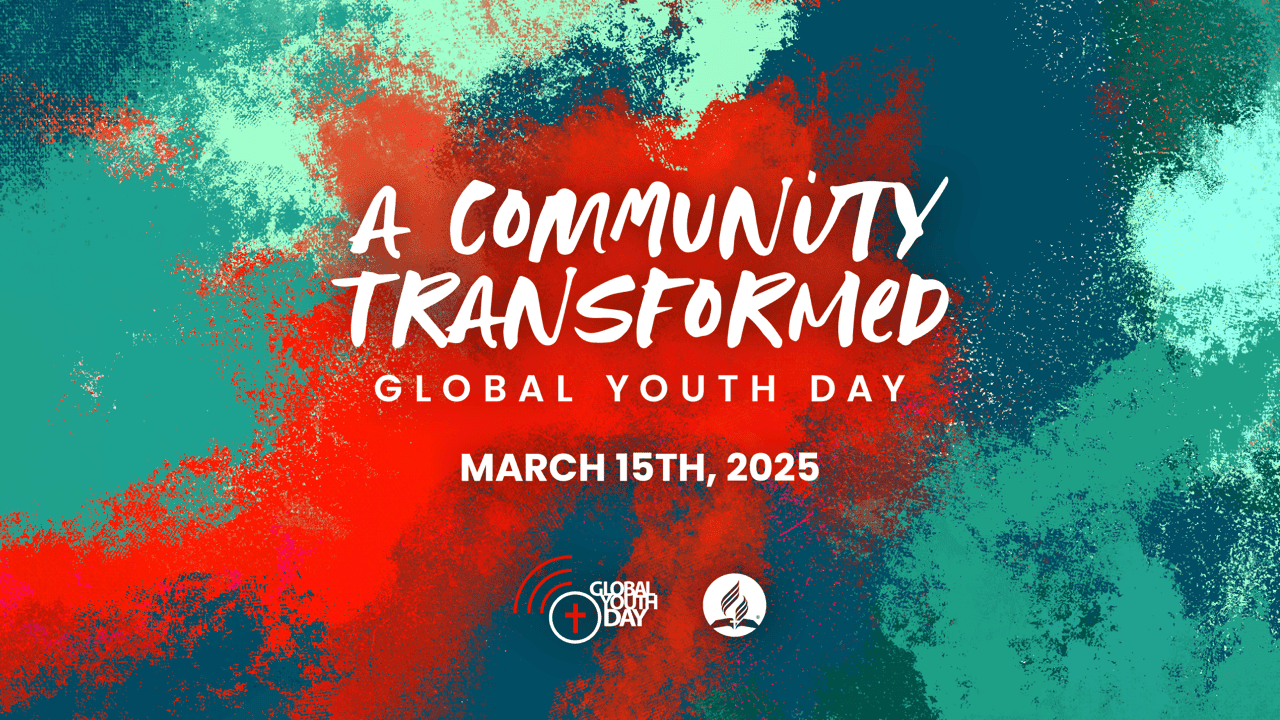 A COMMUNiTY
TRANSFORMeD
GLOBAL YOUTH DAY
MARCH 15TH, 2025
GLOBAL
YOUTH
DAY
®